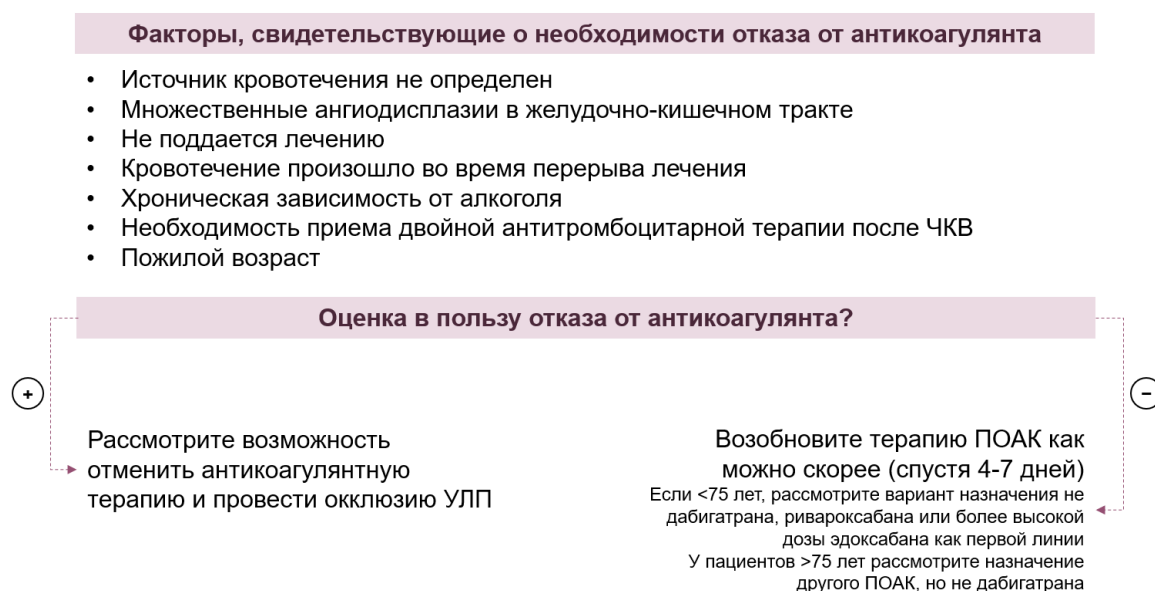 Факторы, свидетельствующие о необходимости отказа от антикоагулянта
• Источник кровотечения не определен
• Множественные ангиодисплазии в желудочно-кишечном тракте
• Не поддается лечению
• Кровотечение произошло во время перерыва лечения
• Хроническая зависимость от алкоголя
• Необходимость приема двойной антитромбоцитарной терапии после ЧКВ
• Пожилой возраст
Оценка в пользу отказа от антикоагулянта?
+
−
Рассмотрите возможность
отменить антикоагулянтную
терапию и провести окклюзию УЛП
Возобновите терапию ПОАК как
можно скорее (спустя 4-7 дней)
Если <75 лет, рассмотрите вариант назначения не
дабигатрана, ривароксабана или более высокой
дозы эдоксабана как первой линии
У пациентов >75 лет рассмотрите назначение
другого ПОАК, но не дабигатрана